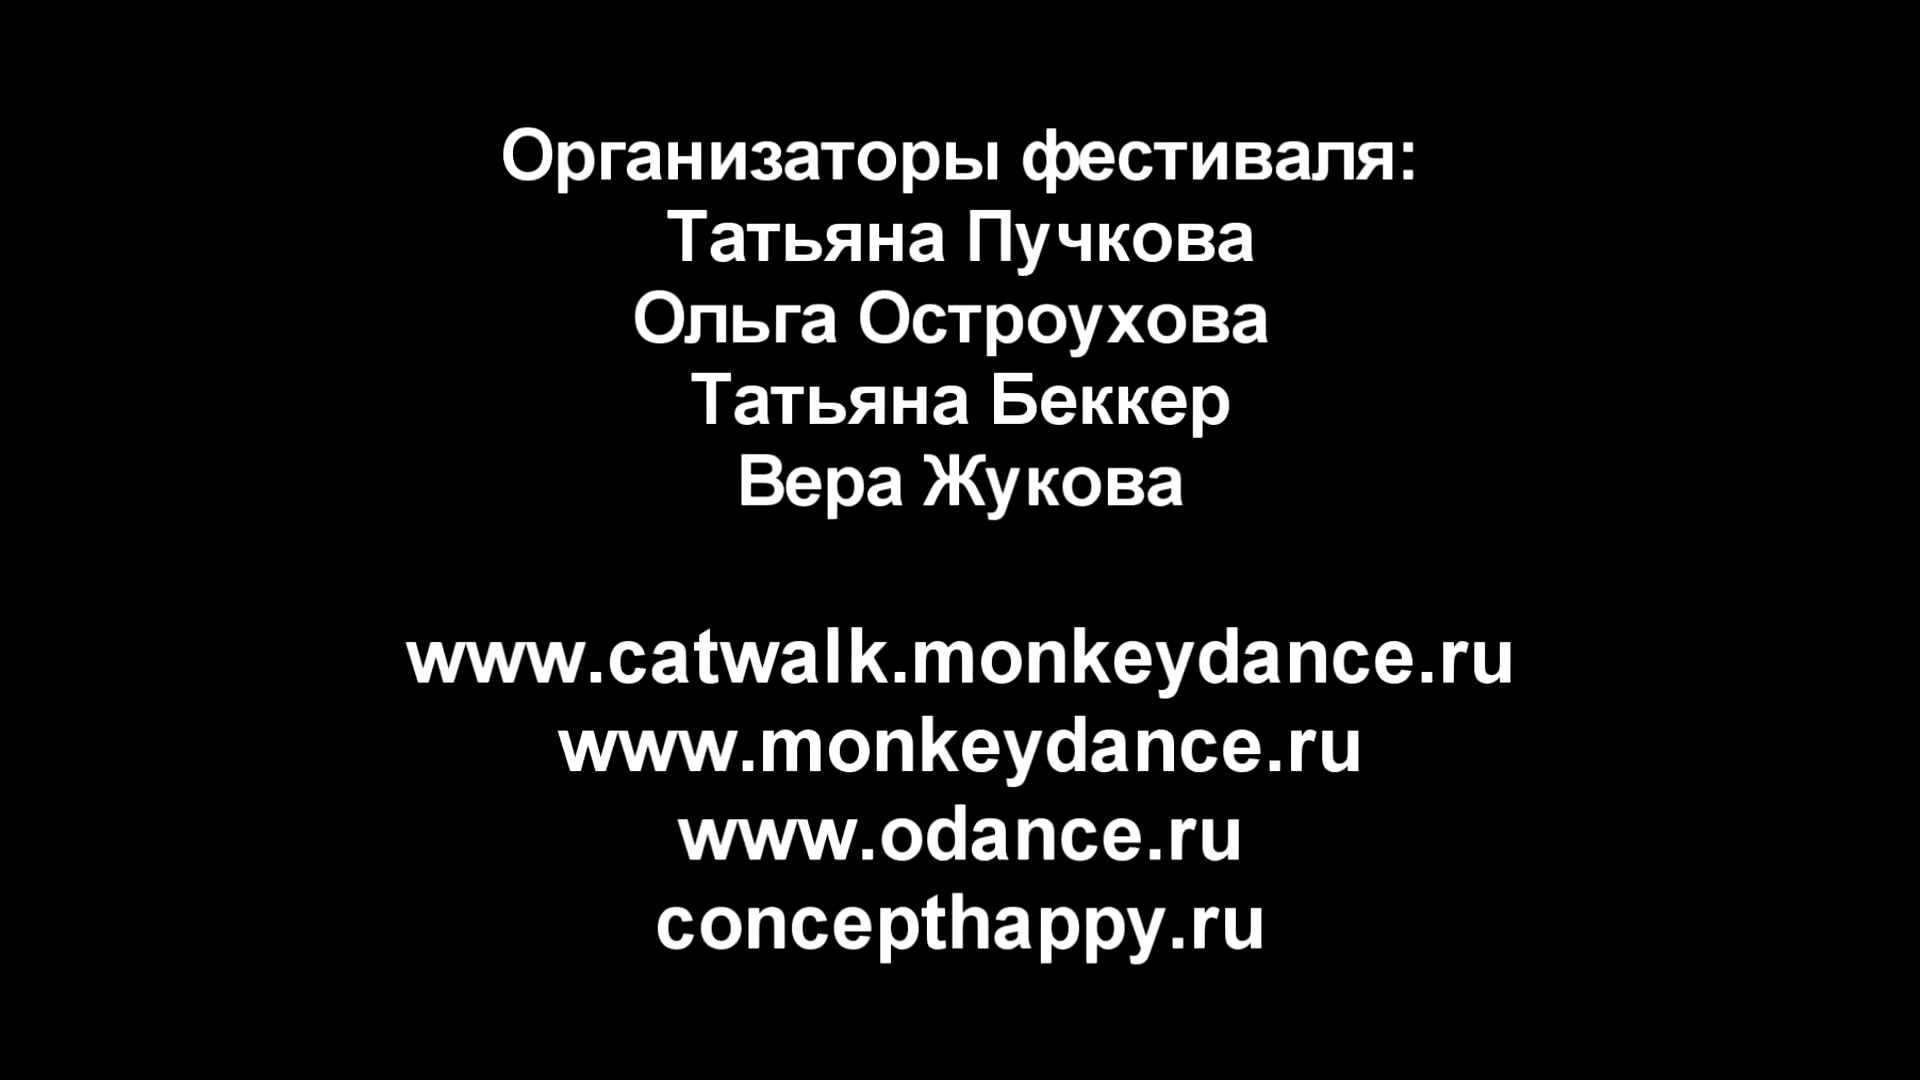 Организаторы фестиваля:
Татьяна Пучкова
Ольга Остроухова
Татьяна Беккер
Вера Жукова
www.catwalk.monkeydance.ru
www.monkeydance.ru
www.odance.ru
concepthappy.ru